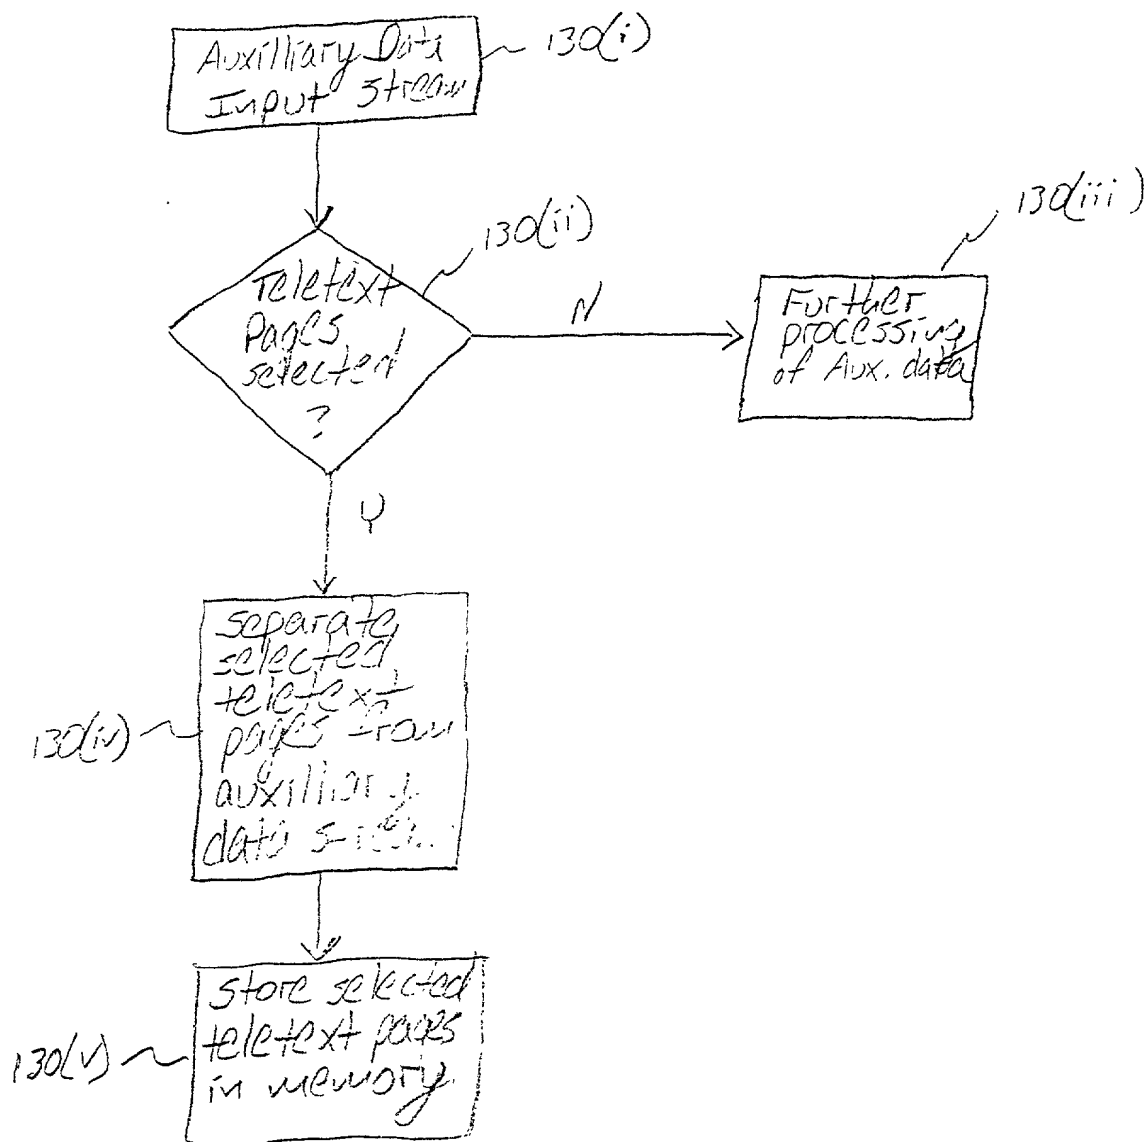 Auxilliary Data
Input Stream
130(i)
Teletext
Pages
selected
?
130(ii)
N
130(iii)
Further
processing
of Aux. data
Y
separate
selected
teletext
pages from
auxilliary
data
130(iv)
store selected
teletext pages
in memory.
130(v)